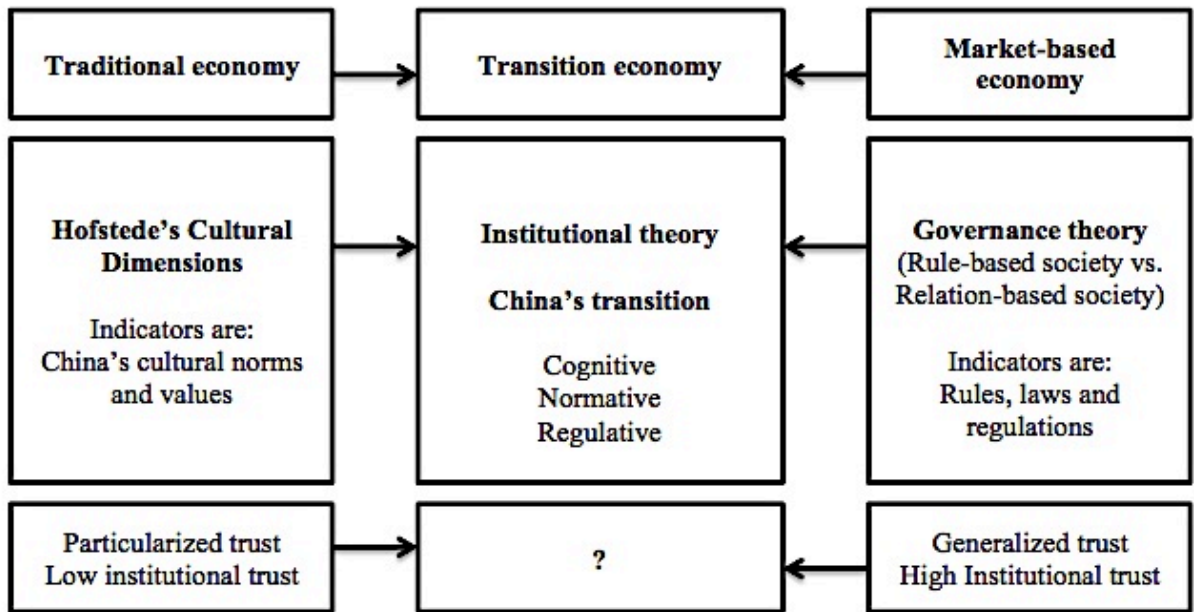 Traditional economy
Transition economy
Market-based
economy
Hofstede's Cultural
Dimensions
Indicators are:
China's cultural norms
and values
Institutional theory
China's transition
Cognitive
Normative
Regulative
Governance theory
(Rule-based society vs.
Relation-based society)
Indicators are:
Rules, laws and
regulations
Particularized trust
Low institutional trust
?
Generalized trust
High Institutional trust